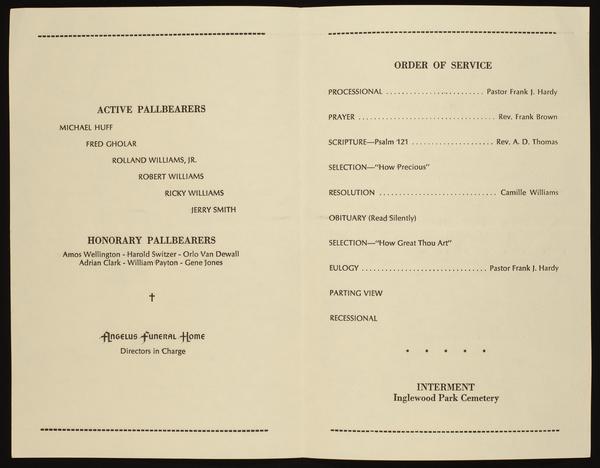 ACTIVE PALLBEARERS
MICHAEL HUFF
FRED GHOLAR
ROLLAND WILLIAMS, JR.
ROBERT WILLIAMS
RICKY WILLIAMS
JERRY SMITH
HONORARY PALLBEARERS
Amos Wellington - Harold Switzer - Orlo Van Dewall
Adrian Clark - William Payton - Gene Jones
Angelus Funeral Home
Directors in Charge
ORDER OF SERVICE
PROCESSIONAL ........................ Pastor Frank J. Hardy
PRAYER ................................. Rev. Frank Brown
SCRIPTURE—Psalm 121 .................... Rev. A. D. Thomas
SELECTION—"How Precious"
RESOLUTION ............................. Camille Williams
OBITUARY (Read Silently)
SELECTION—"How Great Thou Art"
EULOGY ............................... Pastor Frank J. Hardy
PARTING VIEW
RECESSIONAL
* * * * *
INTERMENT
Inglewood Park Cemetery